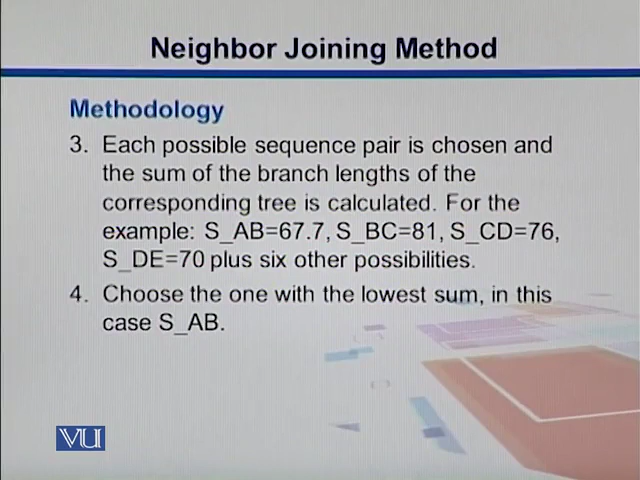 Neighbor Joining Method
Methodology
3. Each possible sequence pair is chosen and
the sum of the branch lengths of the
corresponding tree is calculated. For the
example: S_AB=67.7, S_BC=81, S_CD=76,
S_DE=70 plus six other possibilities.
4. Choose the one with the lowest sum, in this
case S_AB.
VU